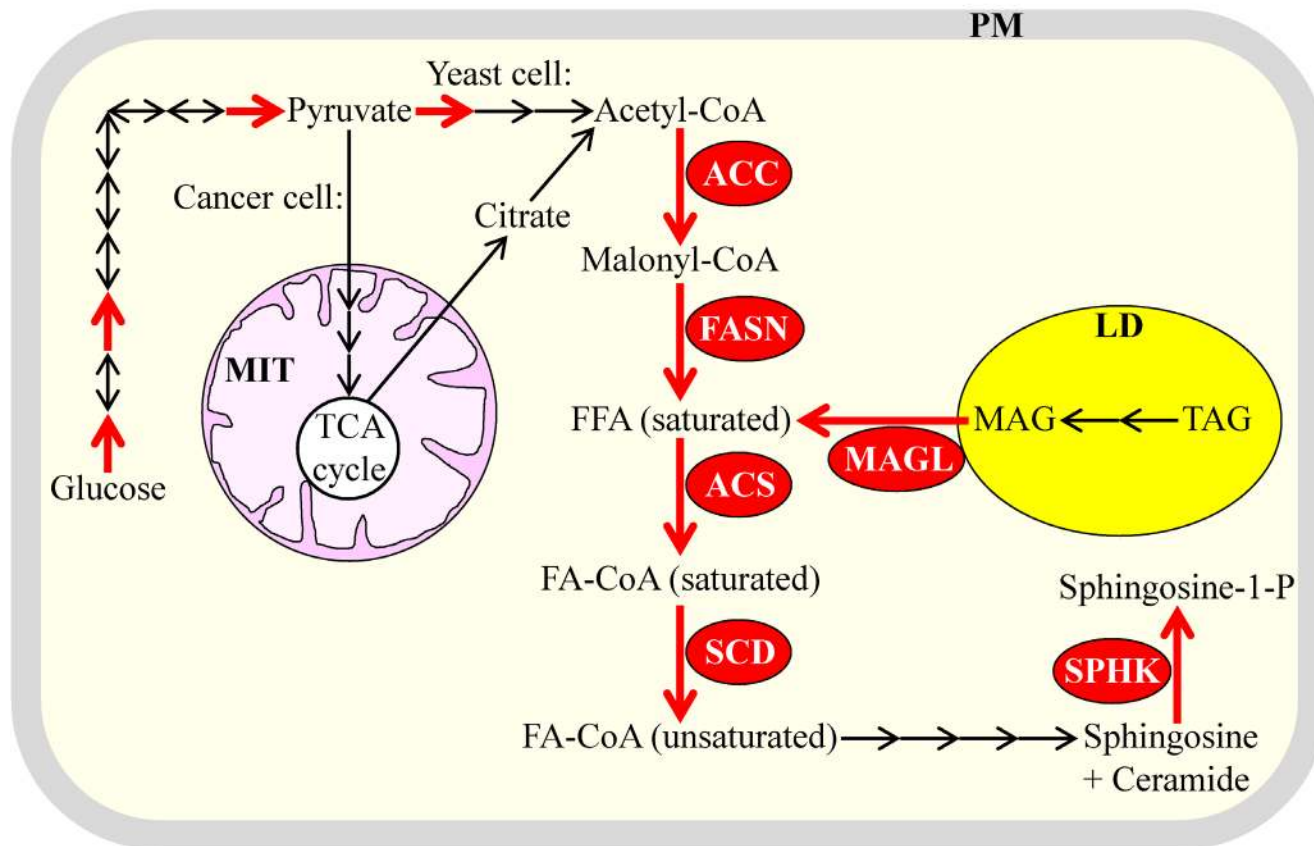 PM
Yeast cell:
Pyruvate
Acetyl-CoA
ACC
Cancer cell:
Citrate
Malonyl-CoA
FASN
LD
MIT
FFA (saturated)
MAG
TAG
TCA
cycle
MAGL
Glucose
ACS
FA-CoA (saturated)
Sphingosine-1-P
SCD
SPHK
FA-CoA (unsaturated)
Sphingosine
+ Ceramide